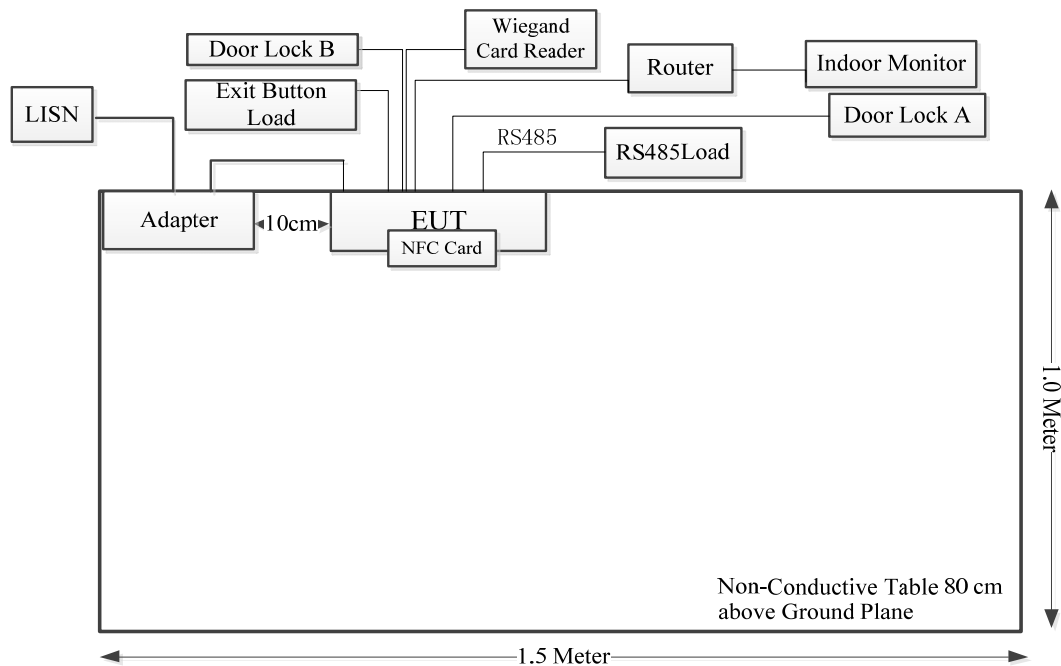 Door Lock B
Wiegand
Card Reader
Router
Indoor Monitor
LISN
Exit Button
Load
Door Lock A
RS485
RS485Load
Adapter
10cm
EUT
NFC Card
1.0 Meter
Non-Conductive Table 80 cm
above Ground Plane
1.5 Meter